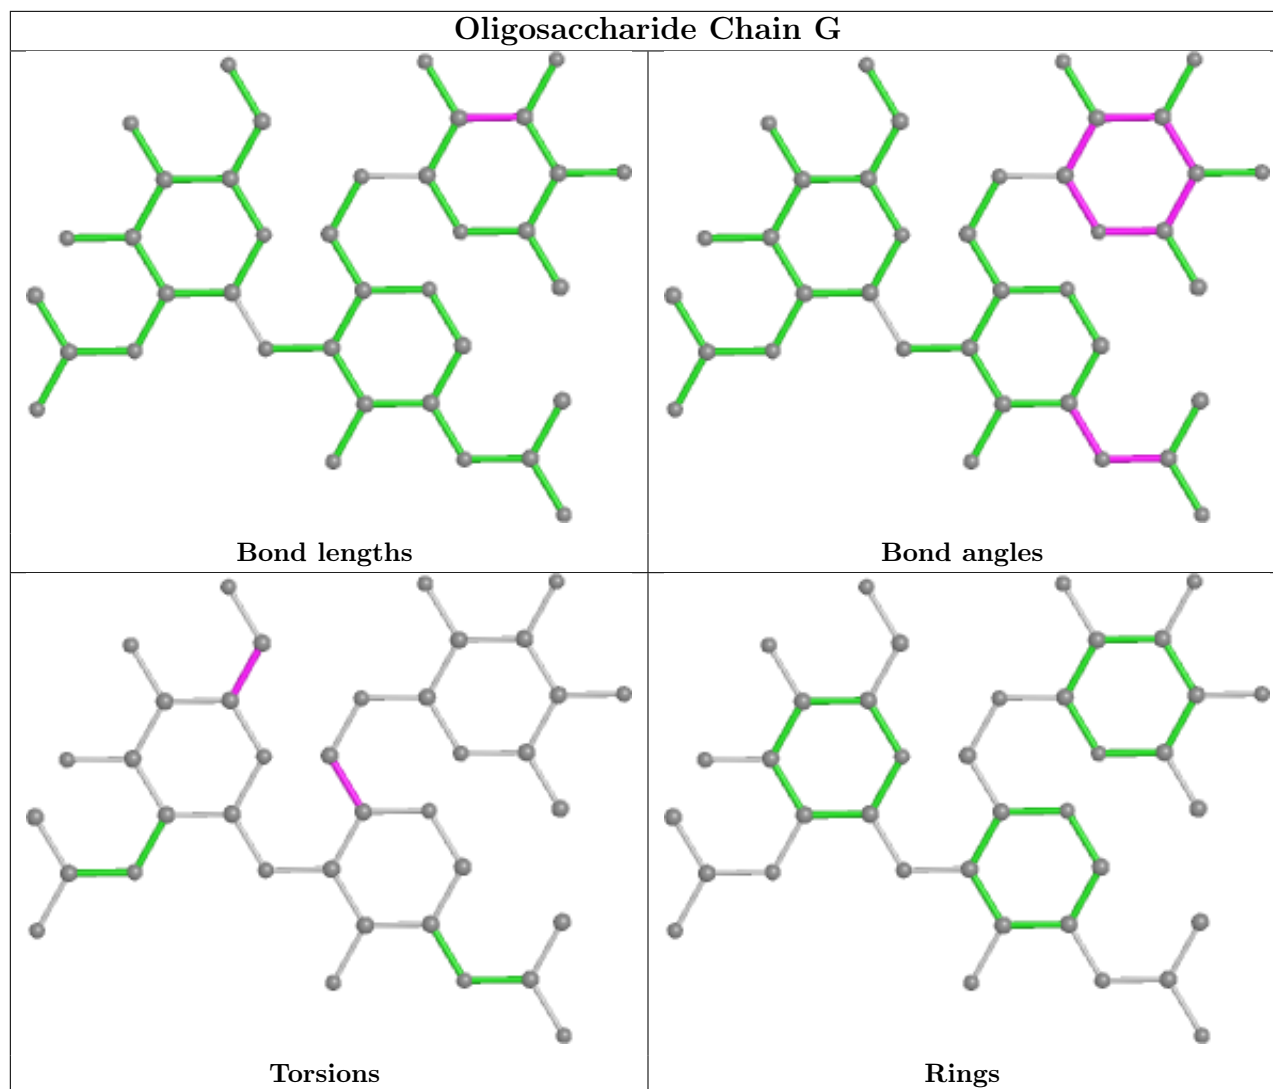 Oligosaccharide Chain G
Bond lengths
Bond angles
Torsions
Rings